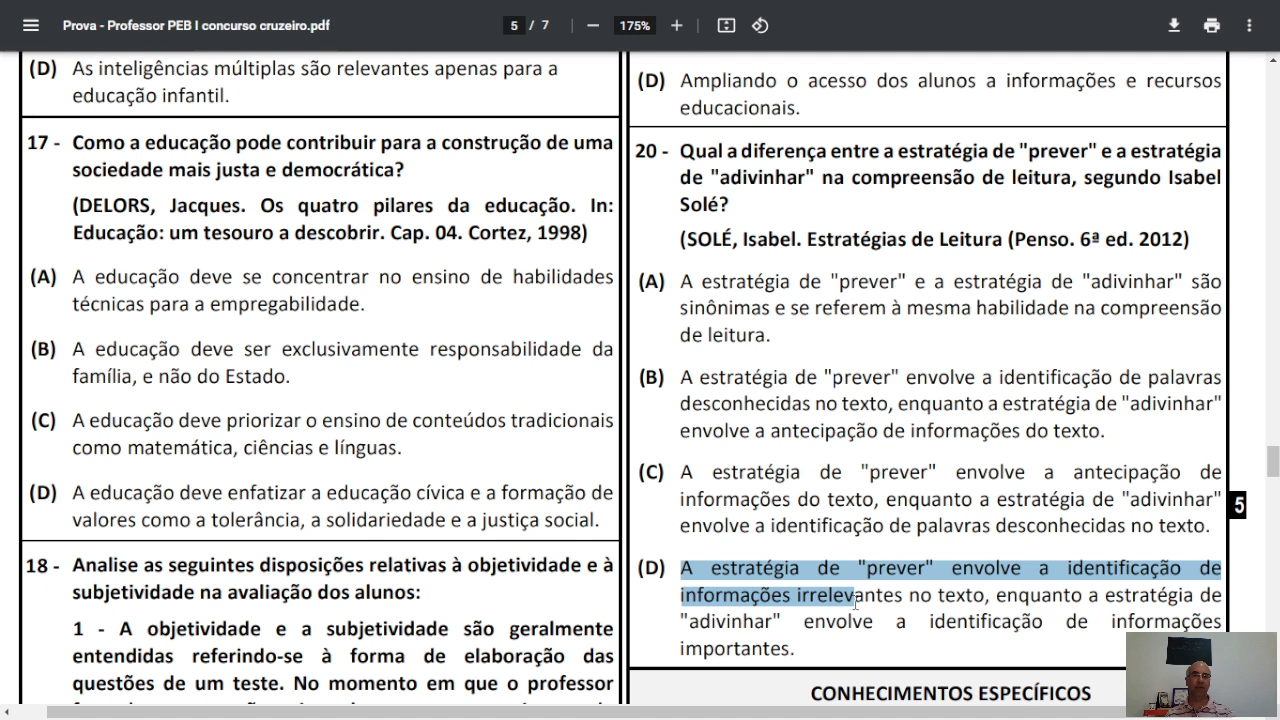 Prova - Professor PEB I concurso cruzeiro.pdf
5 / 7
175%
(D) As inteligências múltiplas são relevantes apenas para a
educação infantil.
17 - Como a educação pode contribuir para a construção de uma
sociedade mais justa e democrática?
(DELORS, Jacques. Os quatro pilares da educação. In:
Educação: um tesouro a descobrir. Cap. 04. Cortez, 1998)
(A) A educação deve se concentrar no ensino de habilidades
técnicas para a empregabilidade.
(B) A educação deve ser exclusivamente responsabilidade da
família, e não do Estado.
(C) A educação deve priorizar o ensino de conteúdos tradicionais
como matemática, ciências e línguas.
(D) A educação deve enfatizar a educação cívica e a formação de
valores como a tolerância, a solidariedade e a justiça social.
18 - Analise as seguintes disposições relativas à objetividade e à
subjetividade na avaliação dos alunos:
1 - A objetividade e a subjetividade são geralmente
entendidas referindo-se à forma de elaboração das
questões de um teste. No momento em que o professor
(D) Ampliando o acesso dos alunos a informações e recursos
educacionais.
20 - Qual a diferença entre a estratégia de "prever" e a estratégia
de "adivinhar" na compreensão de leitura, segundo Isabel
Solé?
(SOLÉ, Isabel. Estratégias de Leitura (Penso. 6ª ed. 2012)
(A) A estratégia de "prever" e a estratégia de "adivinhar" são
sinônimas e se referem à mesma habilidade na compreensão
de leitura.
(B) A estratégia de "prever" envolve a identificação de palavras
desconhecidas no texto, enquanto a estratégia de "adivinhar"
envolve a antecipação de informações do texto.
(C) A estratégia de "prever" envolve a antecipação de
informações do texto, enquanto a estratégia de "adivinhar"
envolve a identificação de palavras desconhecidas no texto.
(D) A estratégia de "prever" envolve a identificação de
informações irrelevantes no texto, enquanto a estratégia de
"adivinhar" envolve a identificação de informações
importantes.
CONHECIMENTOS ESPECÍFICOS
5